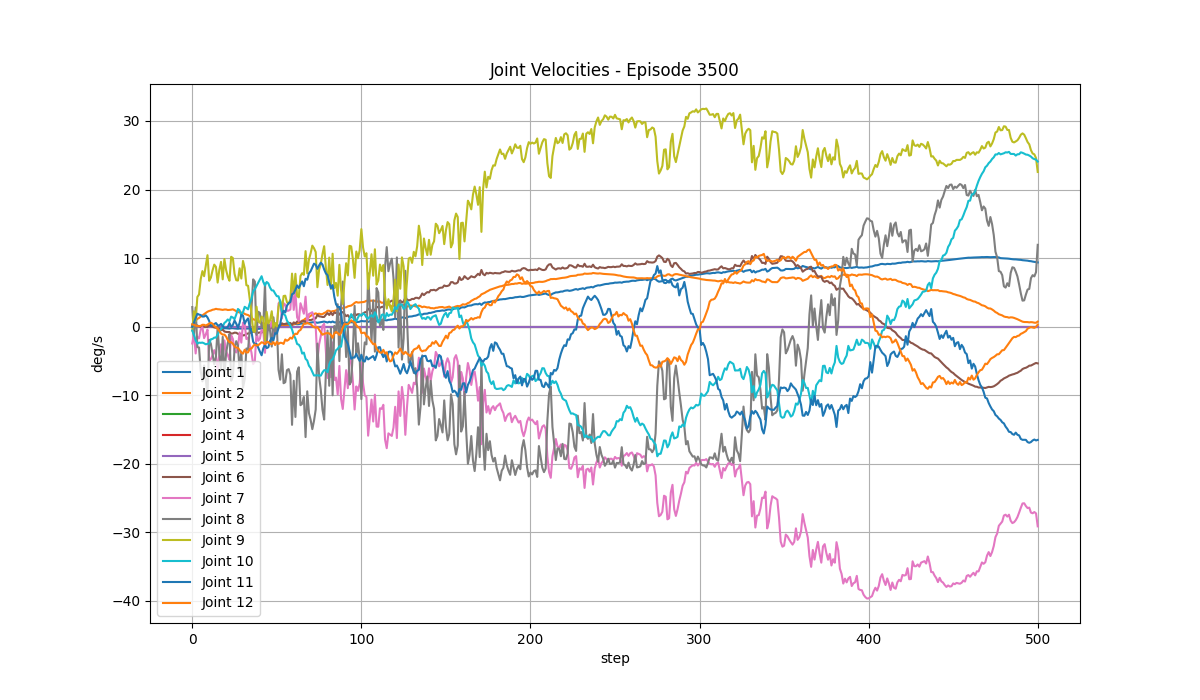 Joint Velocities - Episode 3500
deg/s
30
20
10
0
−10
−20
−30
−40
Joint 1
Joint 2
Joint 3
Joint 4
Joint 5
Joint 6
Joint 7
Joint 8
Joint 9
Joint 10
Joint 11
Joint 12
0 100 200 300 400 500
step